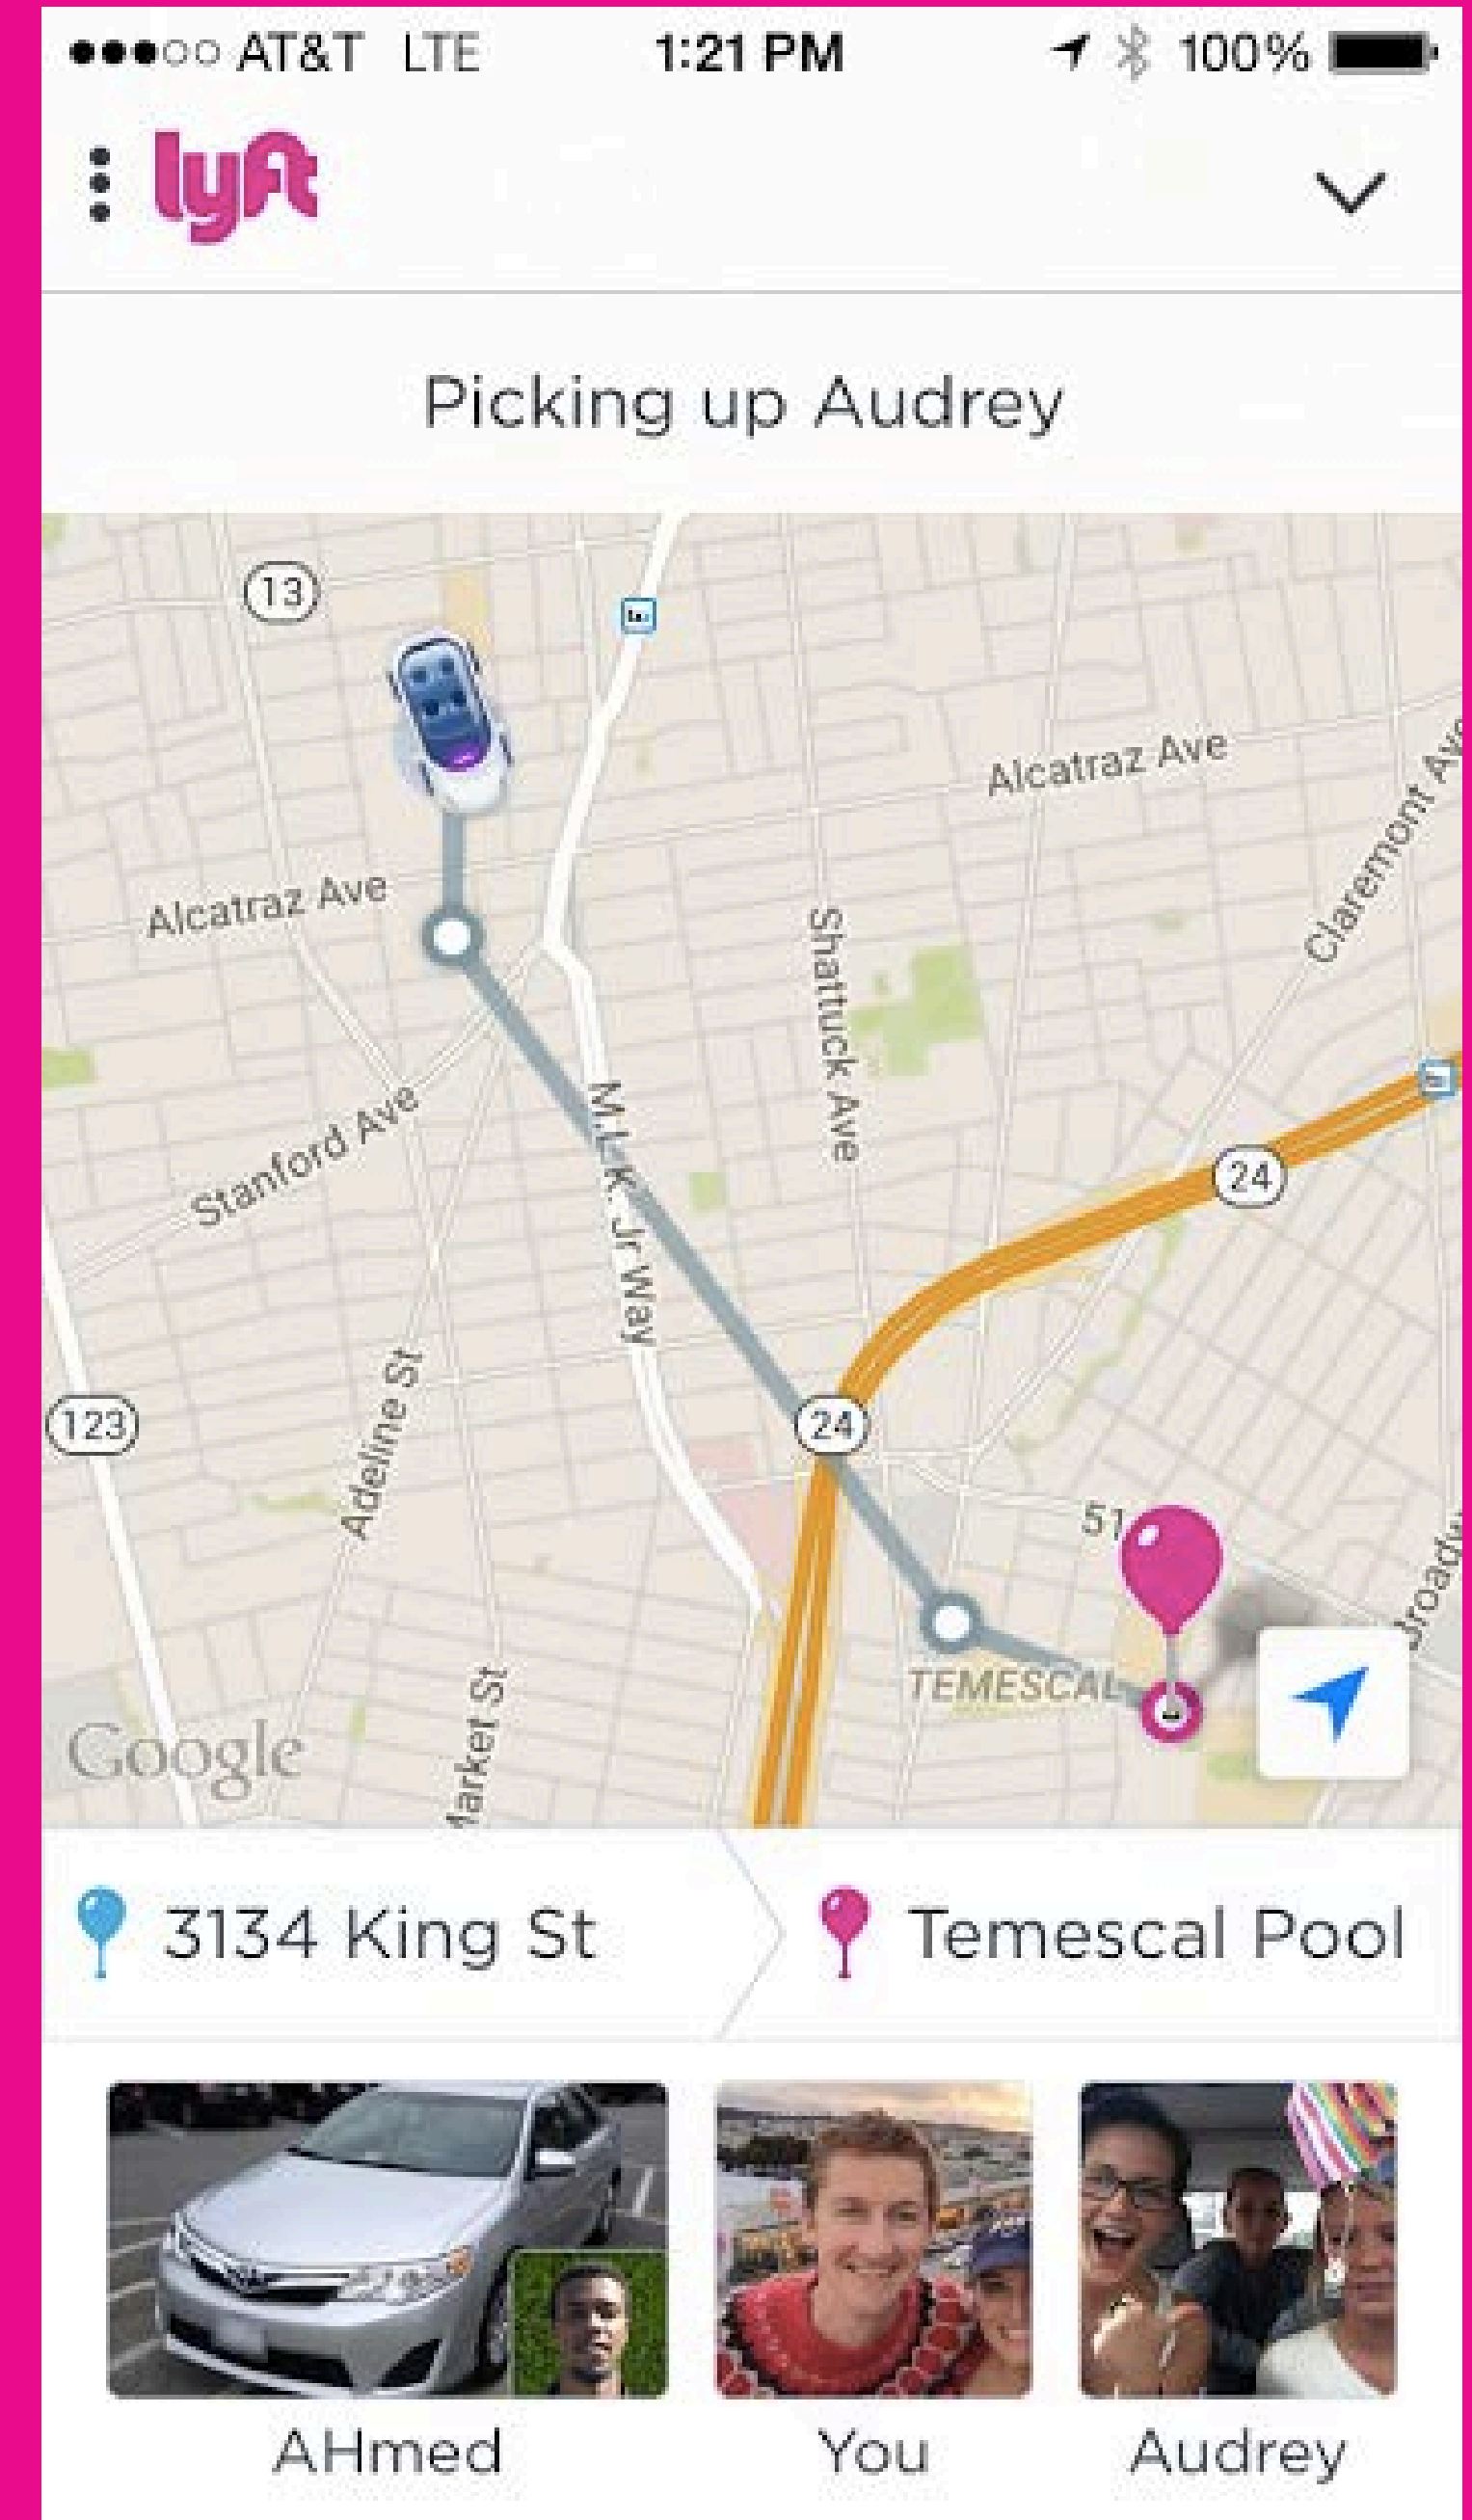 AT&T LTE 1:21 PM 100%
lyft
Picking up Audrey
13
Alcatraz Ave
Claremont Ave
Alcatraz Ave
Shattuck Ave
Stanford Ave
M.L.K. Jr Way
24
Adeline St
123
24
51
TEMESCAL
Market St
Google
3134 King St
Temescal Pool
AHmed
You
Audrey